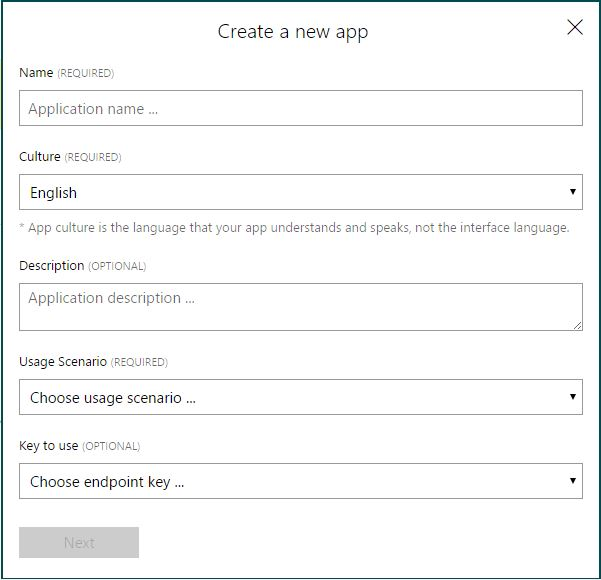 Create a new app
Name (REQUIRED)
Application name ...
Culture (REQUIRED)
English
* App culture is the language that your app understands and speaks, not the interface language.
Description (OPTIONAL)
Application description ...
Usage Scenario (REQUIRED)
Choose usage scenario ...
Key to use (OPTIONAL)
Choose endpoint key ...
Next